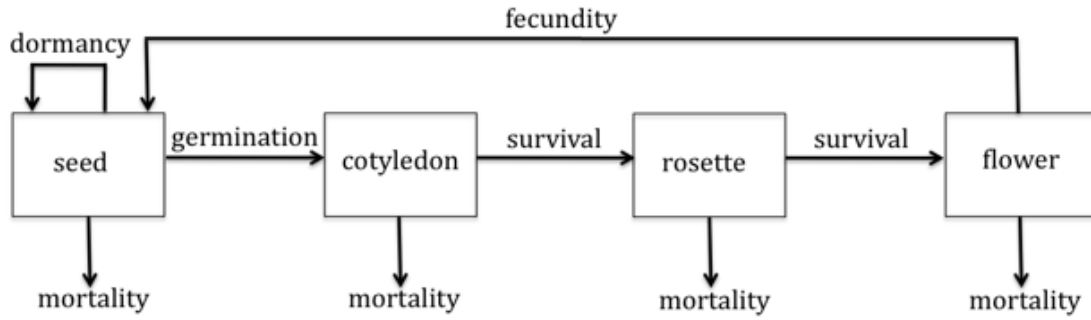 fecundity
dormancy
germination
survival
survival
seed
cotyledon
rosette
flower
mortality
mortality
mortality
mortality